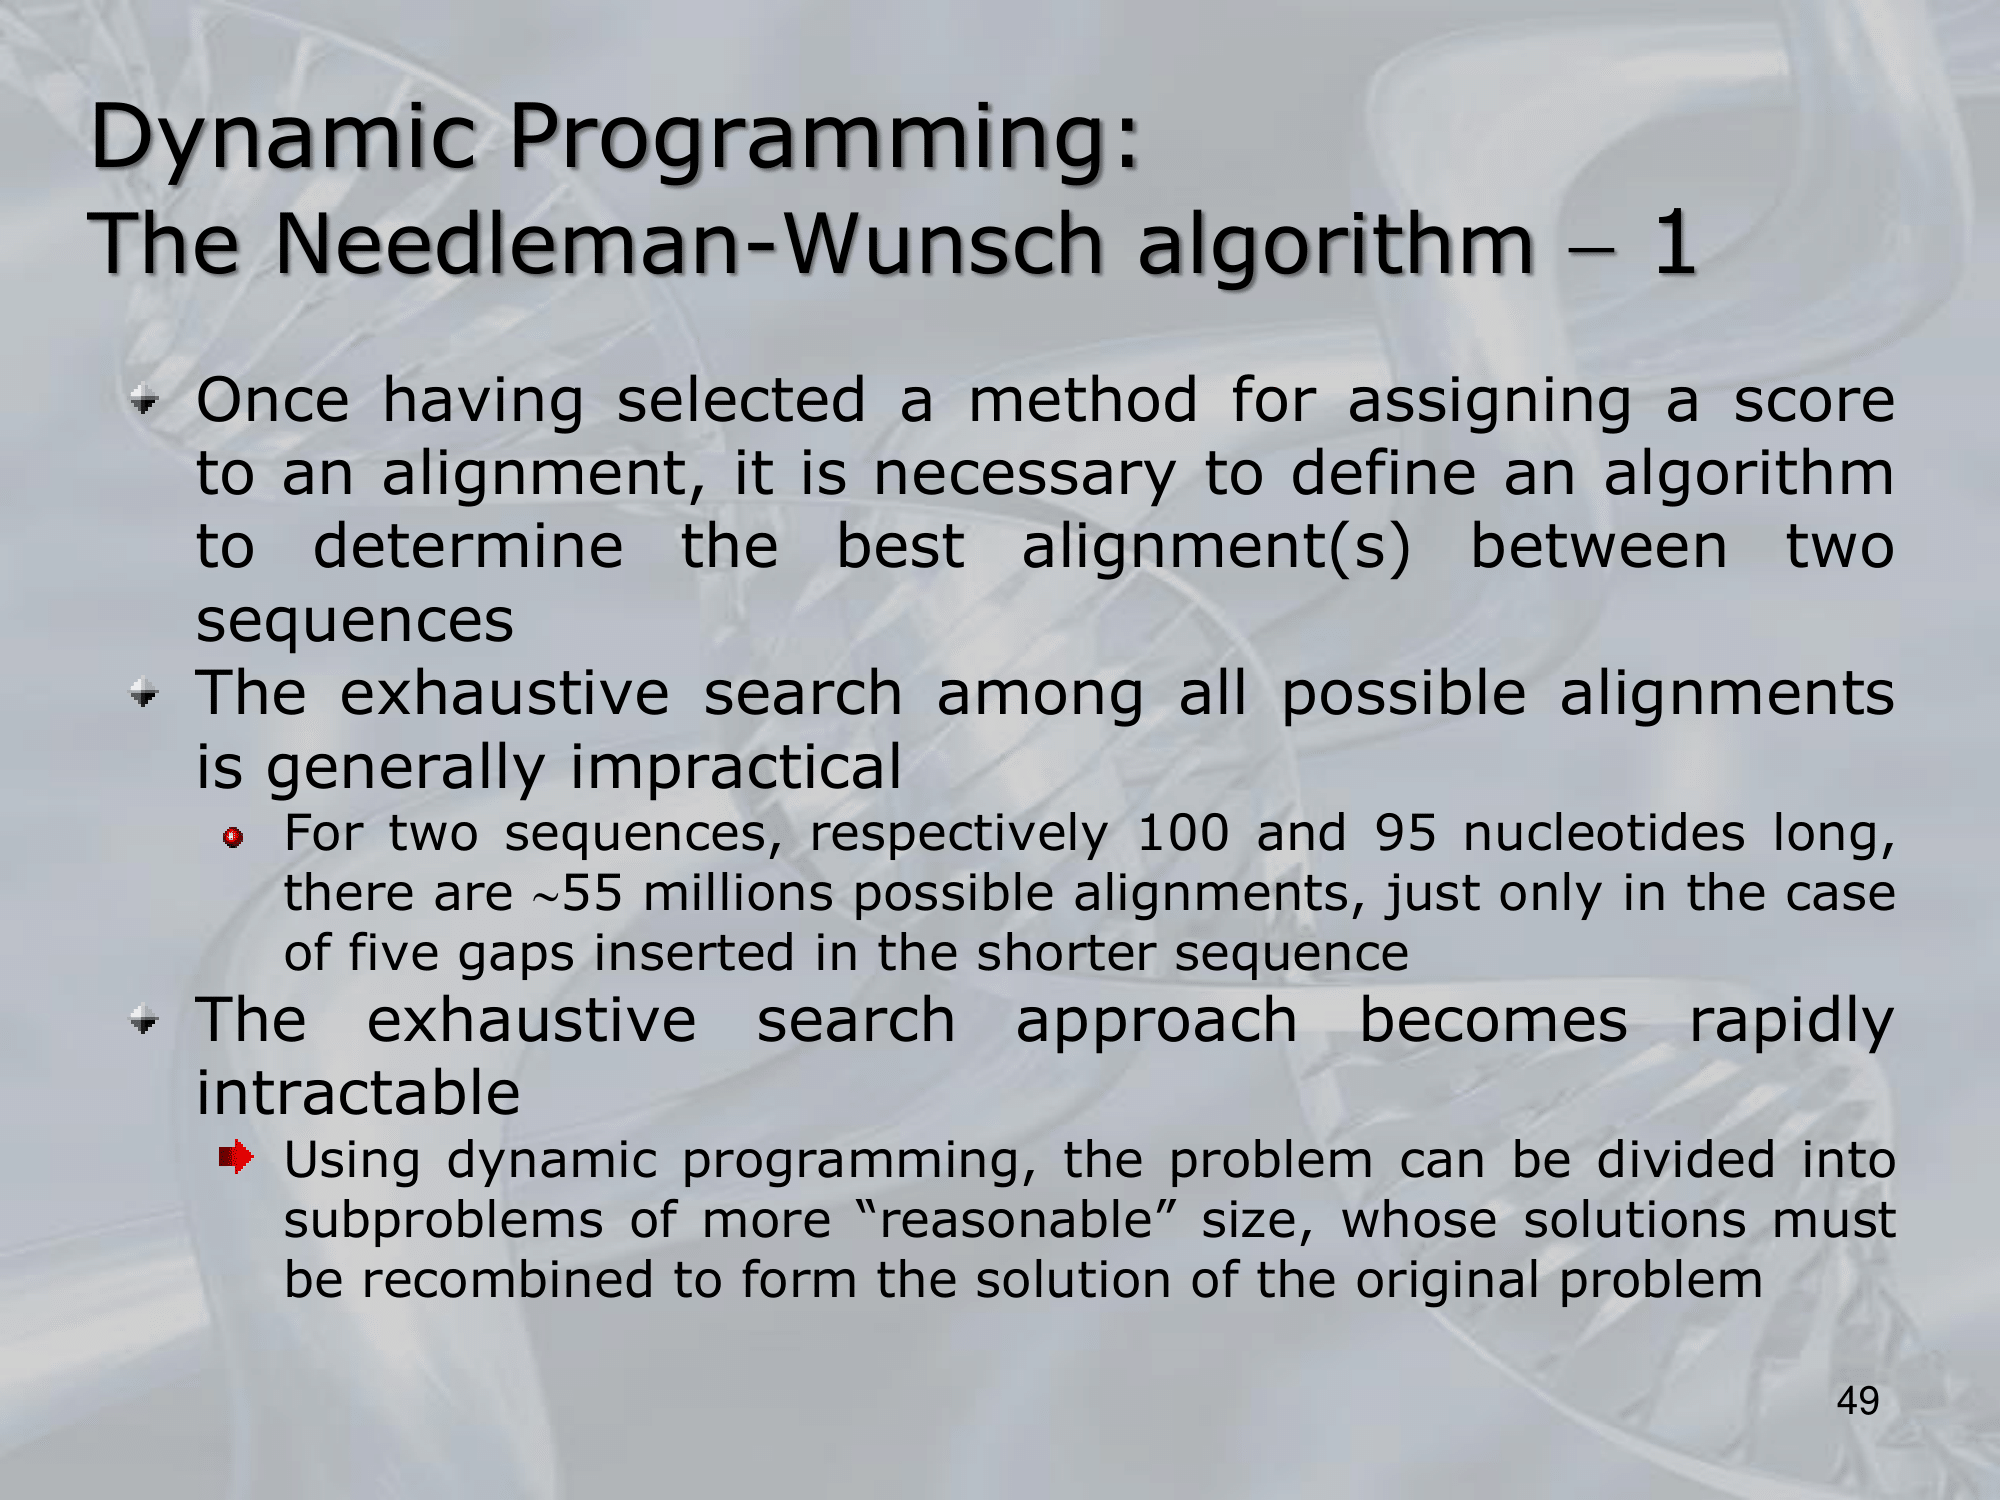 Dynamic Programming:
The Needleman-Wunsch algorithm – 1
Once having selected a method for assigning a score
to an alignment, it is necessary to define an algorithm
to determine the best alignment(s) between two
sequences
The exhaustive search among all possible alignments
is generally impractical
For two sequences, respectively 100 and 95 nucleotides long,
there are ~55 millions possible alignments, just only in the case
of five gaps inserted in the shorter sequence
The exhaustive search approach becomes rapidly
intractable
Using dynamic programming, the problem can be divided into
subproblems of more “reasonable” size, whose solutions must
be recombined to form the solution of the original problem
49